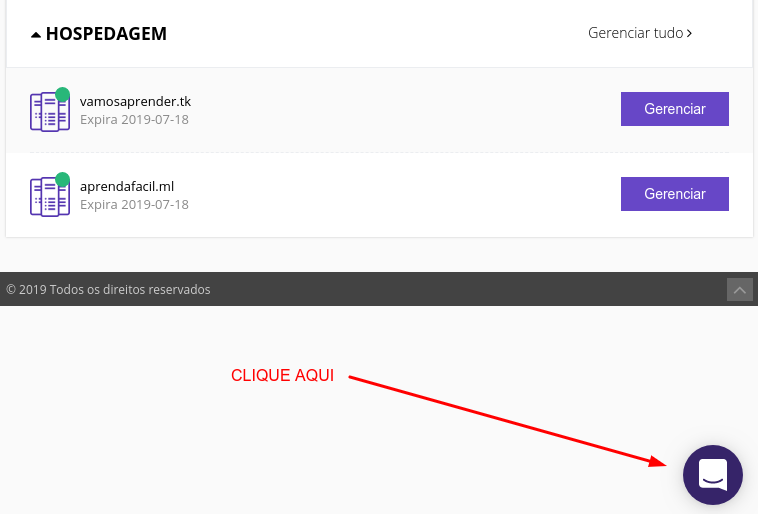 HOSPEDAGEM
Gerenciar tudo
vamosaprender.tk
Expira 2019-07-18
Gerenciar
aprendafacil.ml
Expira 2019-07-18
Gerenciar
© 2019 Todos os direitos reservados
CLIQUE AQUI